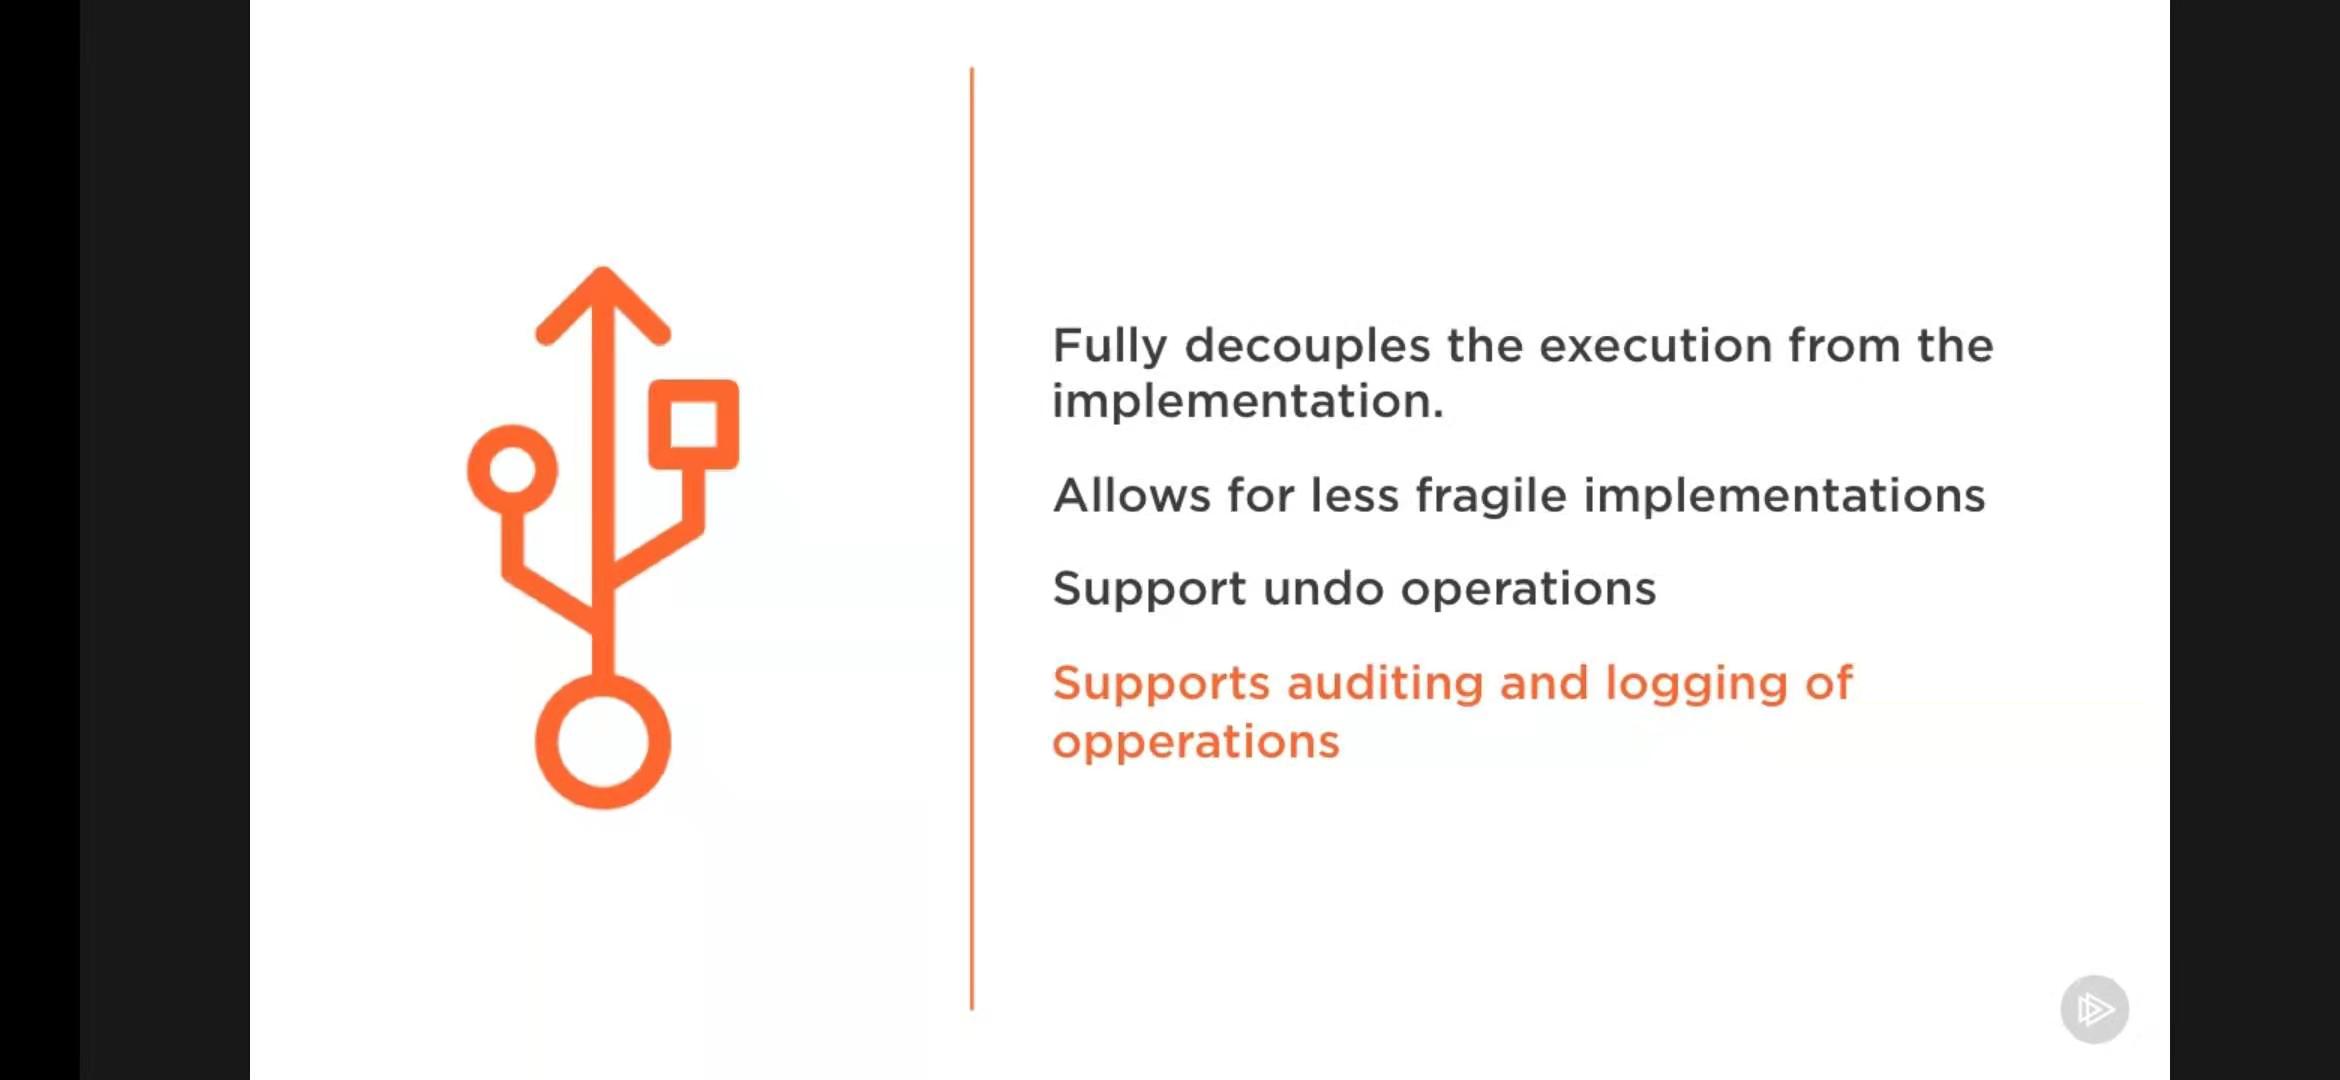 Fully decouples the execution from the
implementation.
Allows for less fragile implementations
Support undo operations
Supports auditing and logging of
opperations